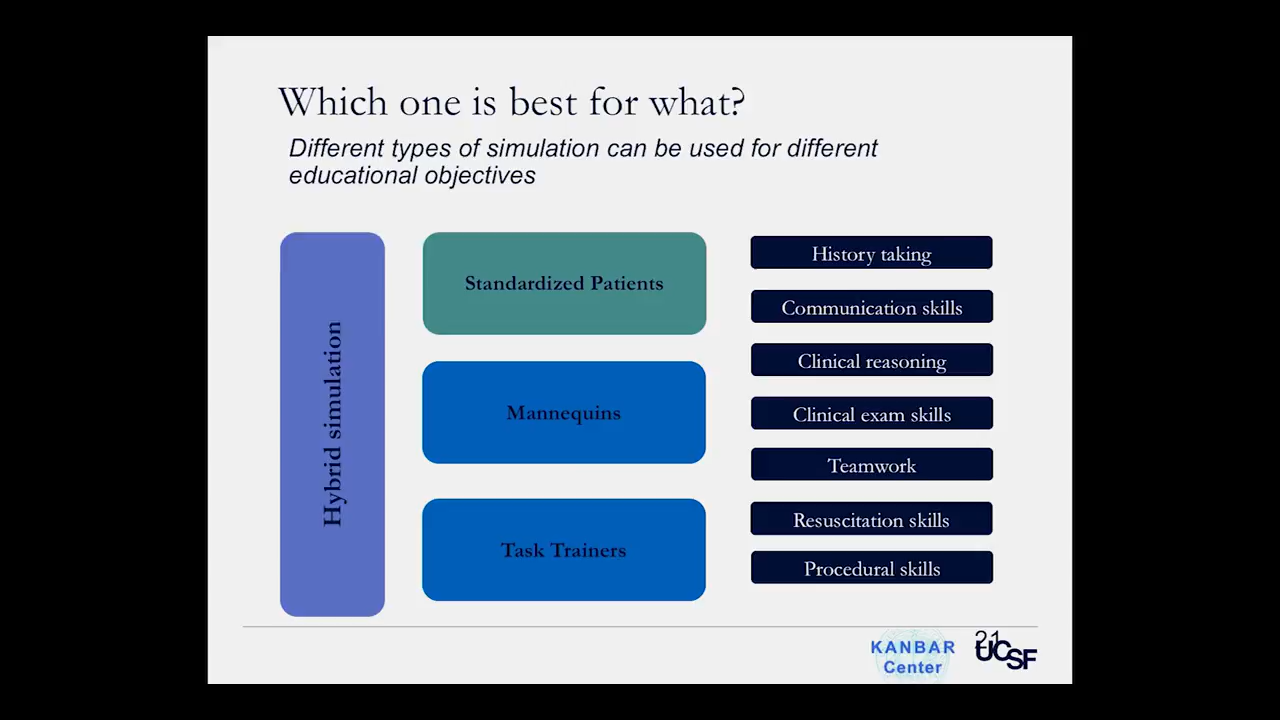 Which one is best for what?
Different types of simulation can be used for different
educational objectives
Hybrid simulation
Standardized Patients
Mannequins
Task Trainers
History taking
Communication skills
Clinical reasoning
Clinical exam skills
Teamwork
Resuscitation skills
Procedural skills
KANBAR
Center
21
UCSF